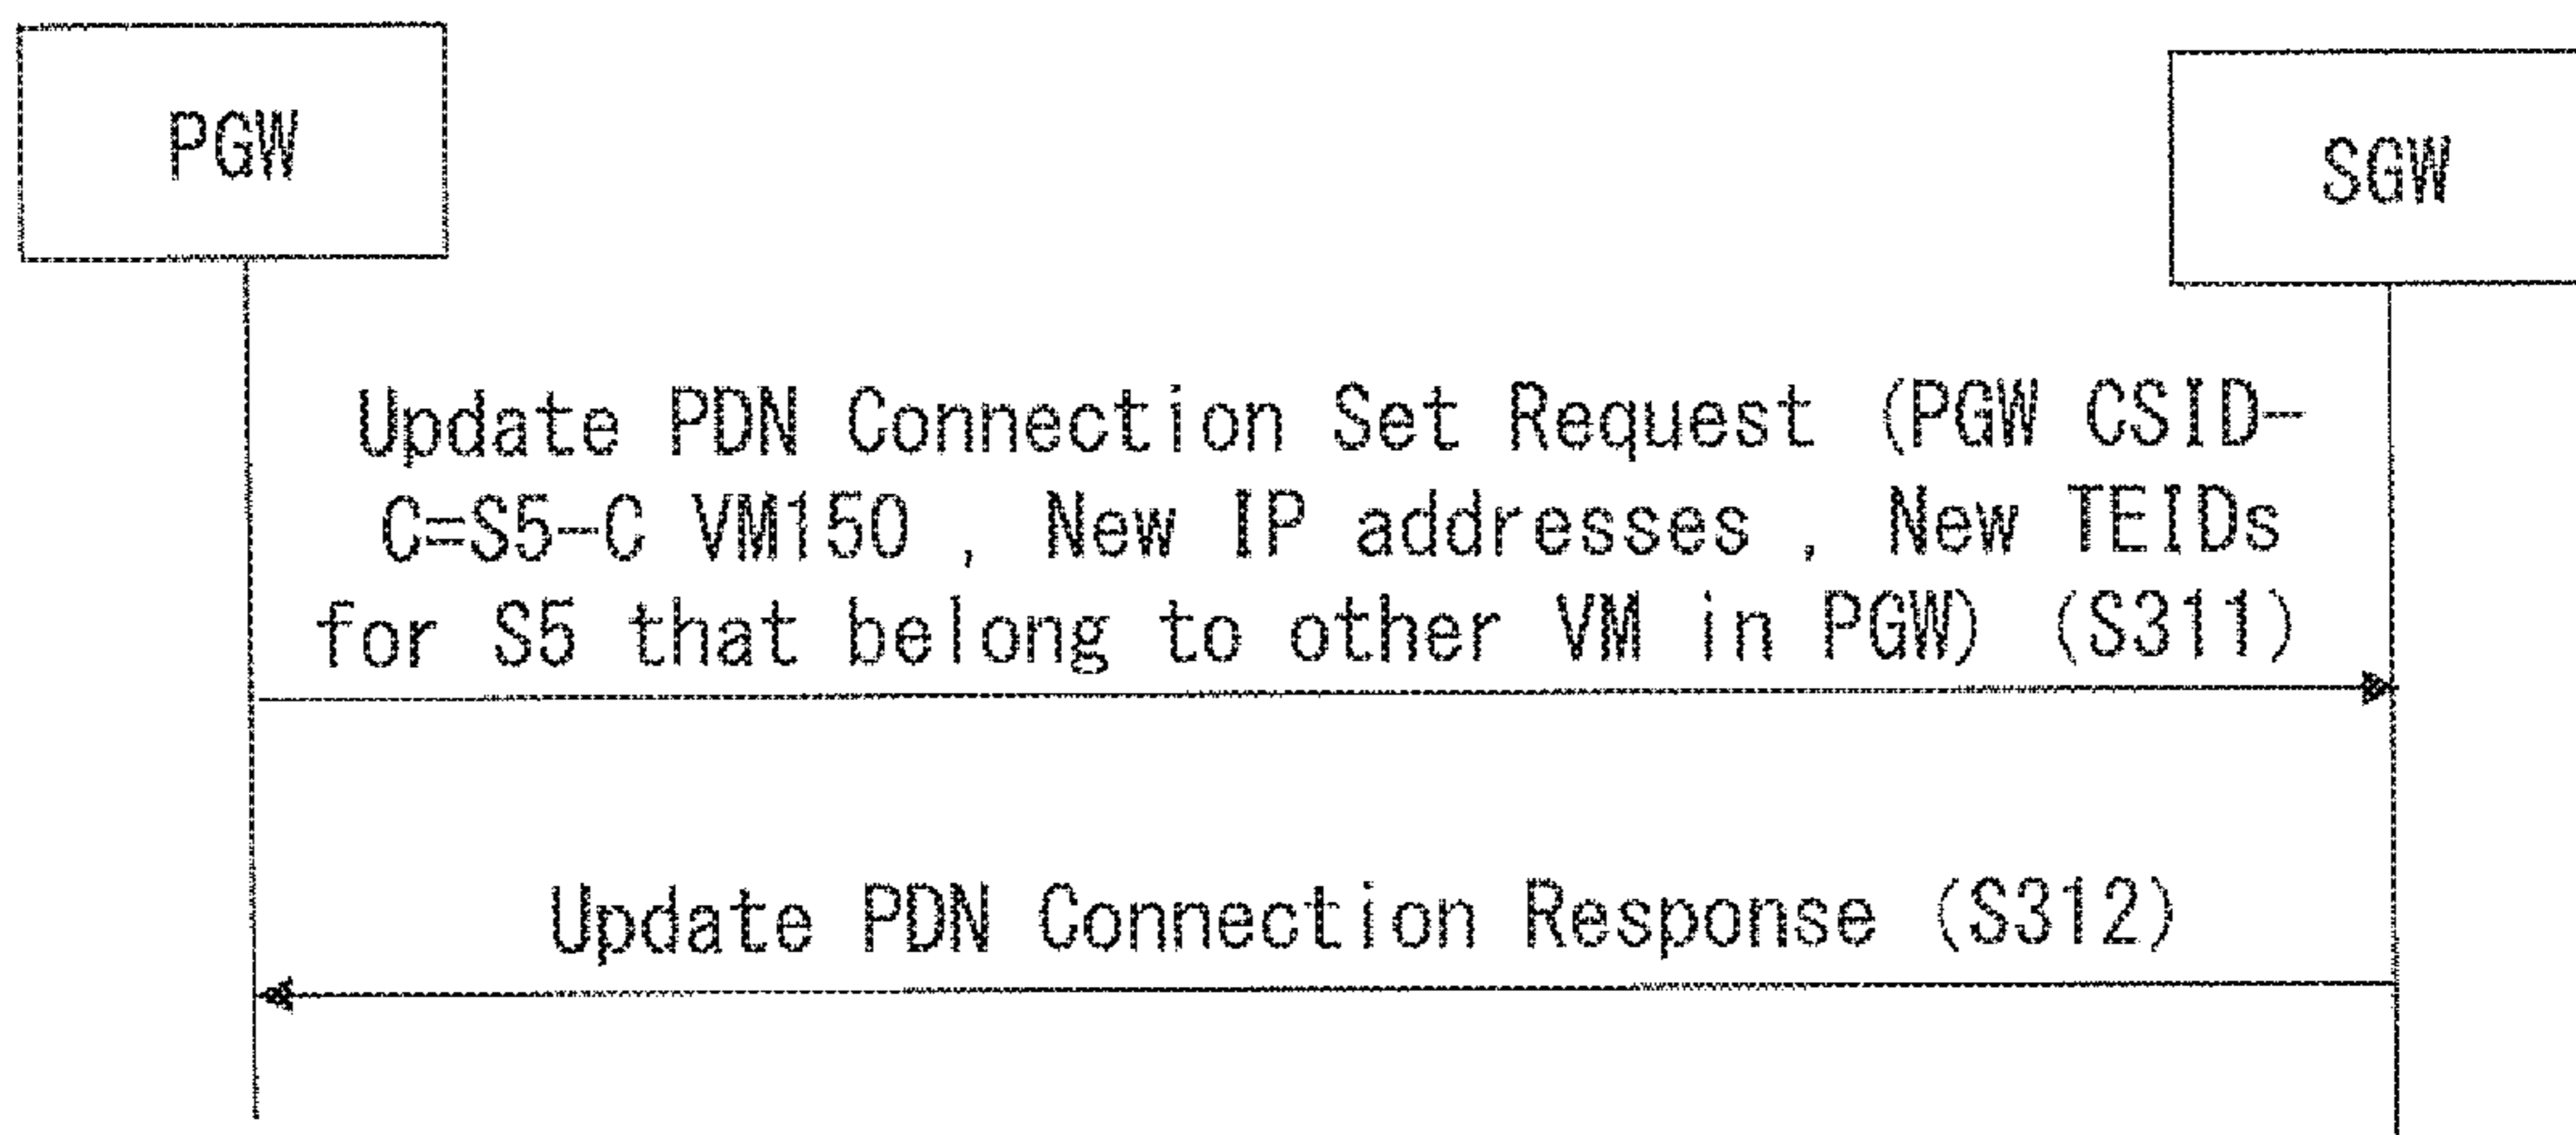 PGW
SGW
Update PDN Connection Set Request (PGW CSID-
C=S5-C VM150 , New IP addresses , New TEIDs
for S5 that belong to other VM in PGW) (S311)
Update PDN Connection Response (S312)